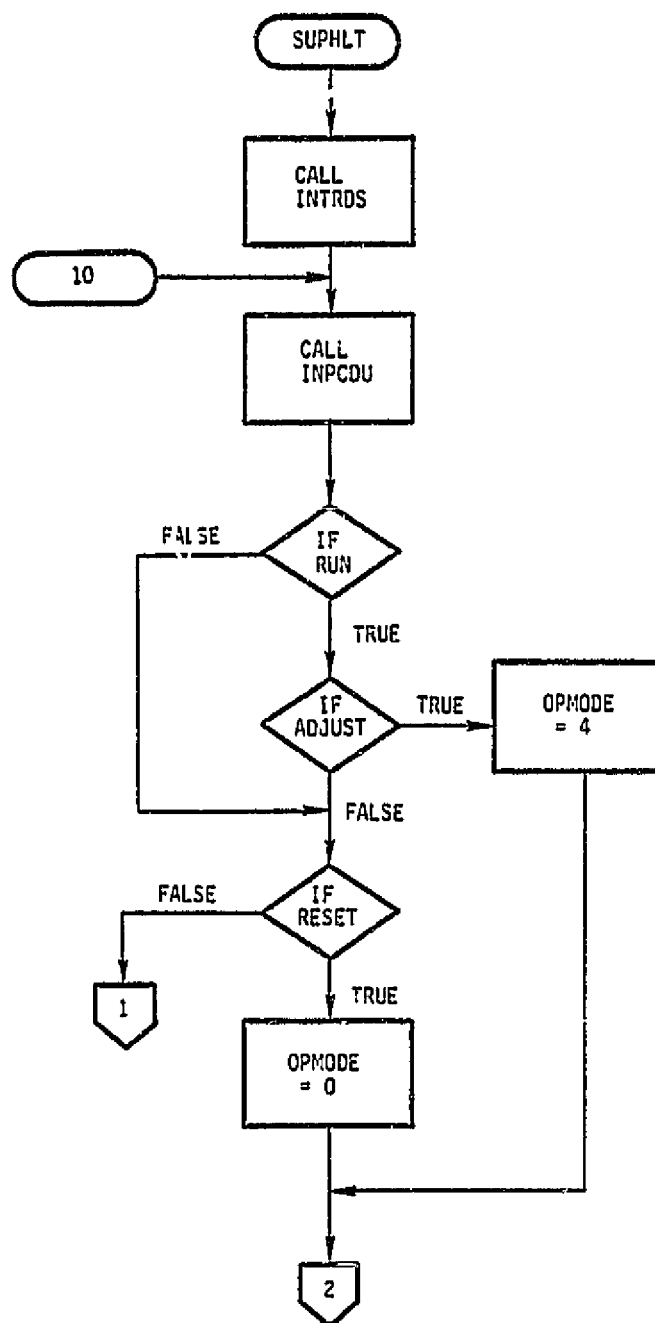 SUPHLT
CALL
INTRDS
10
CALL
INPCDU
FALSE
IF
RUN
TRUE
IF
ADJUST
TRUE
OPMODE
= 4
FALSE
FALSE
IF
RESET
1
TRUE
OPMODE
= 0
2